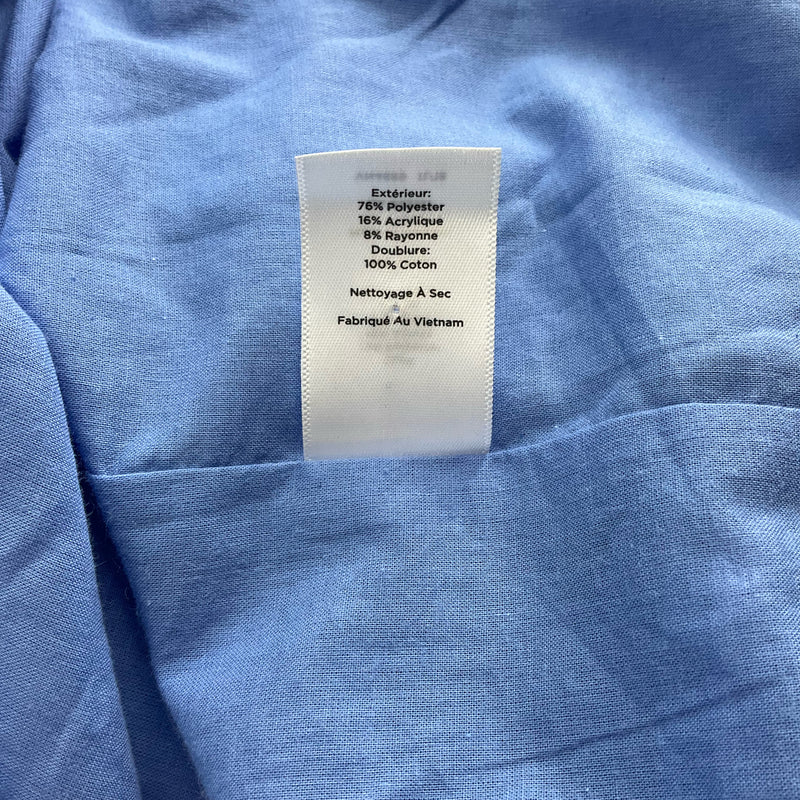 Extérieur:
76% Polyester
16% Acrylique
8% Rayonne
Doublure:
100% Coton
Nettoyage À Sec
Fabriqué Au Vietnam